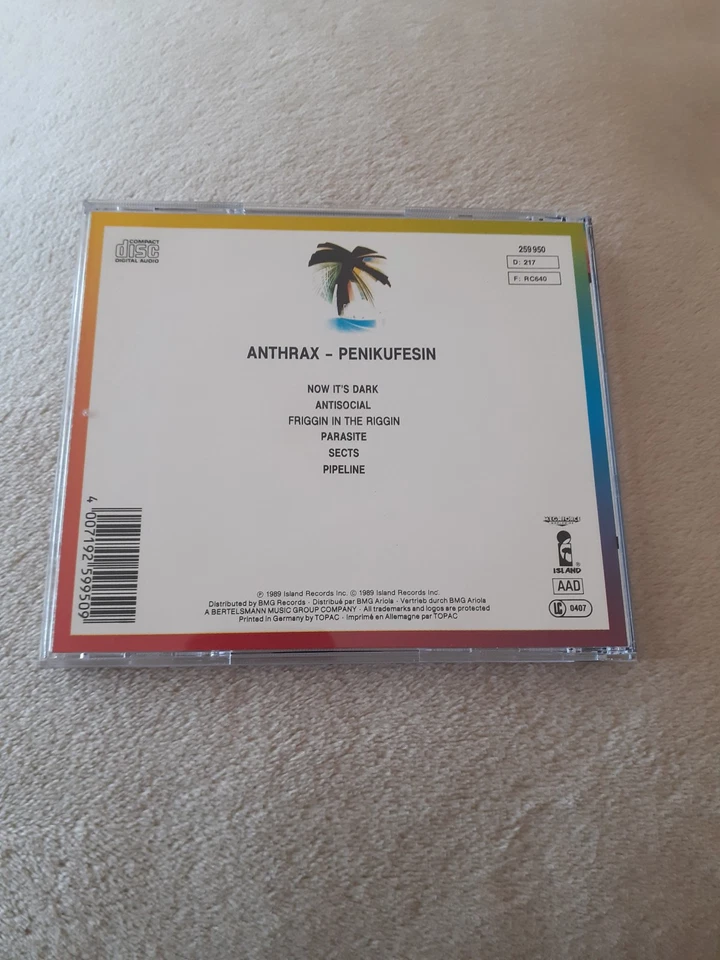 COMPACT
disc
DIGITAL AUDIO
259 950
D: 217
F: RC640
ANTHRAX – PENIKUFESIN
NOW IT'S DARK
ANTISOCIAL
FRIGGIN IN THE RIGGIN
PARASITE
SECTS
PIPELINE
4 007192 599509
ISLAND ®
AAD
LC 0407
℗ 1989 Island Records Inc. © 1989 Island Records Inc.
Distributed by BMG Records · Distribué par BMG Ariola · Vertrieb durch BMG Ariola
A BERTELSMANN MUSIC GROUP COMPANY · All trademarks and logos are protected
Printed in Germany by TOPAC · Imprimé en Allemagne par TOPAC